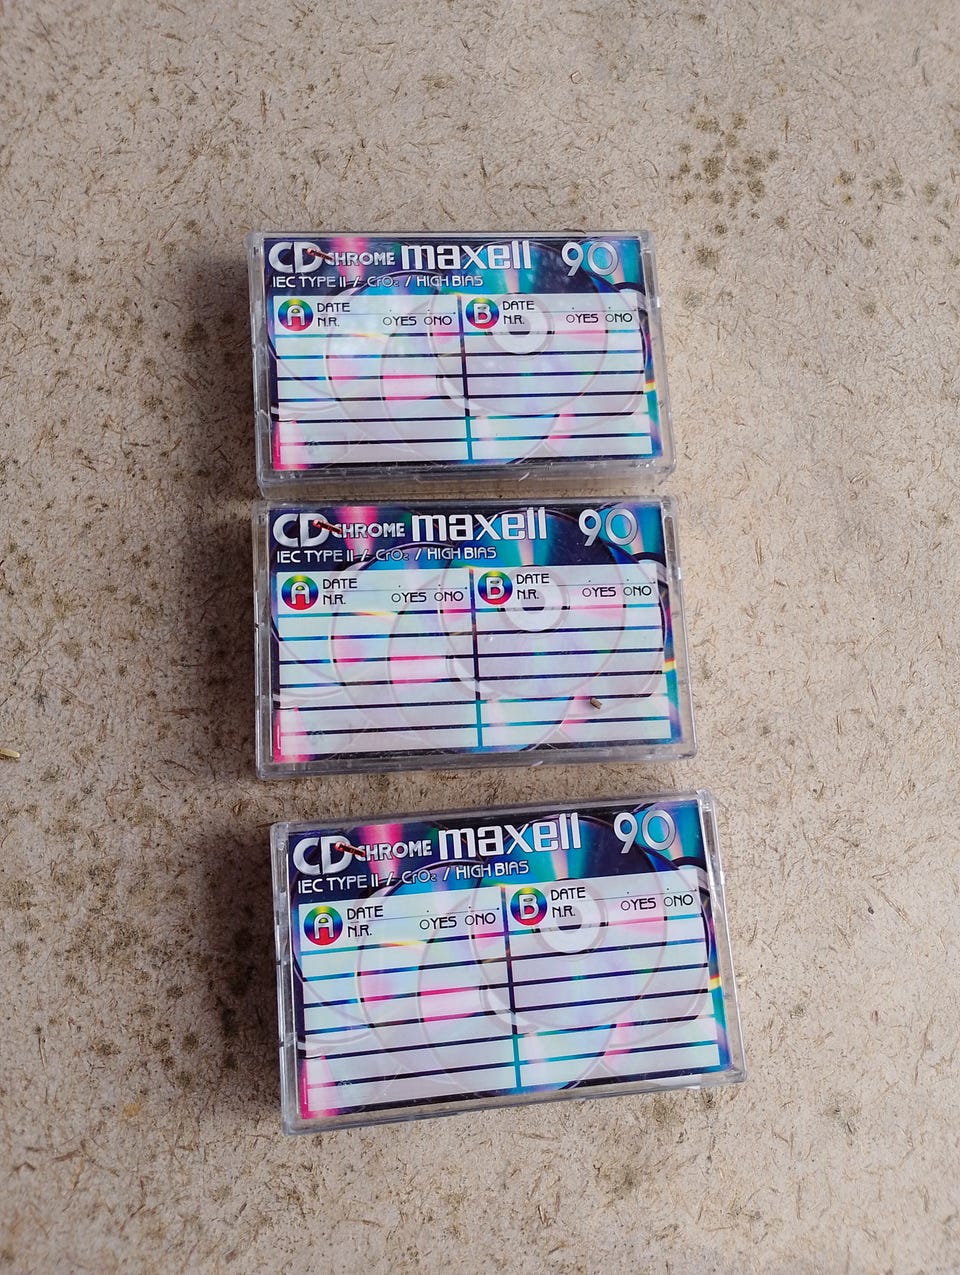 CD CHROME maxell 90
IEC TYPE II / CrO₂ / HIGH BIAS
A DATE B DATE
N.R. OYES ONO N.R. OYES ONO
CD CHROME maxell 90
IEC TYPE II / CrO₂ / HIGH BIAS
A DATE B DATE
N.R. OYES ONO N.R. OYES ONO
CD CHROME maxell 90
IEC TYPE II / CrO₂ / HIGH BIAS
A DATE B DATE
N.R. OYES ONO N.R. OYES ONO